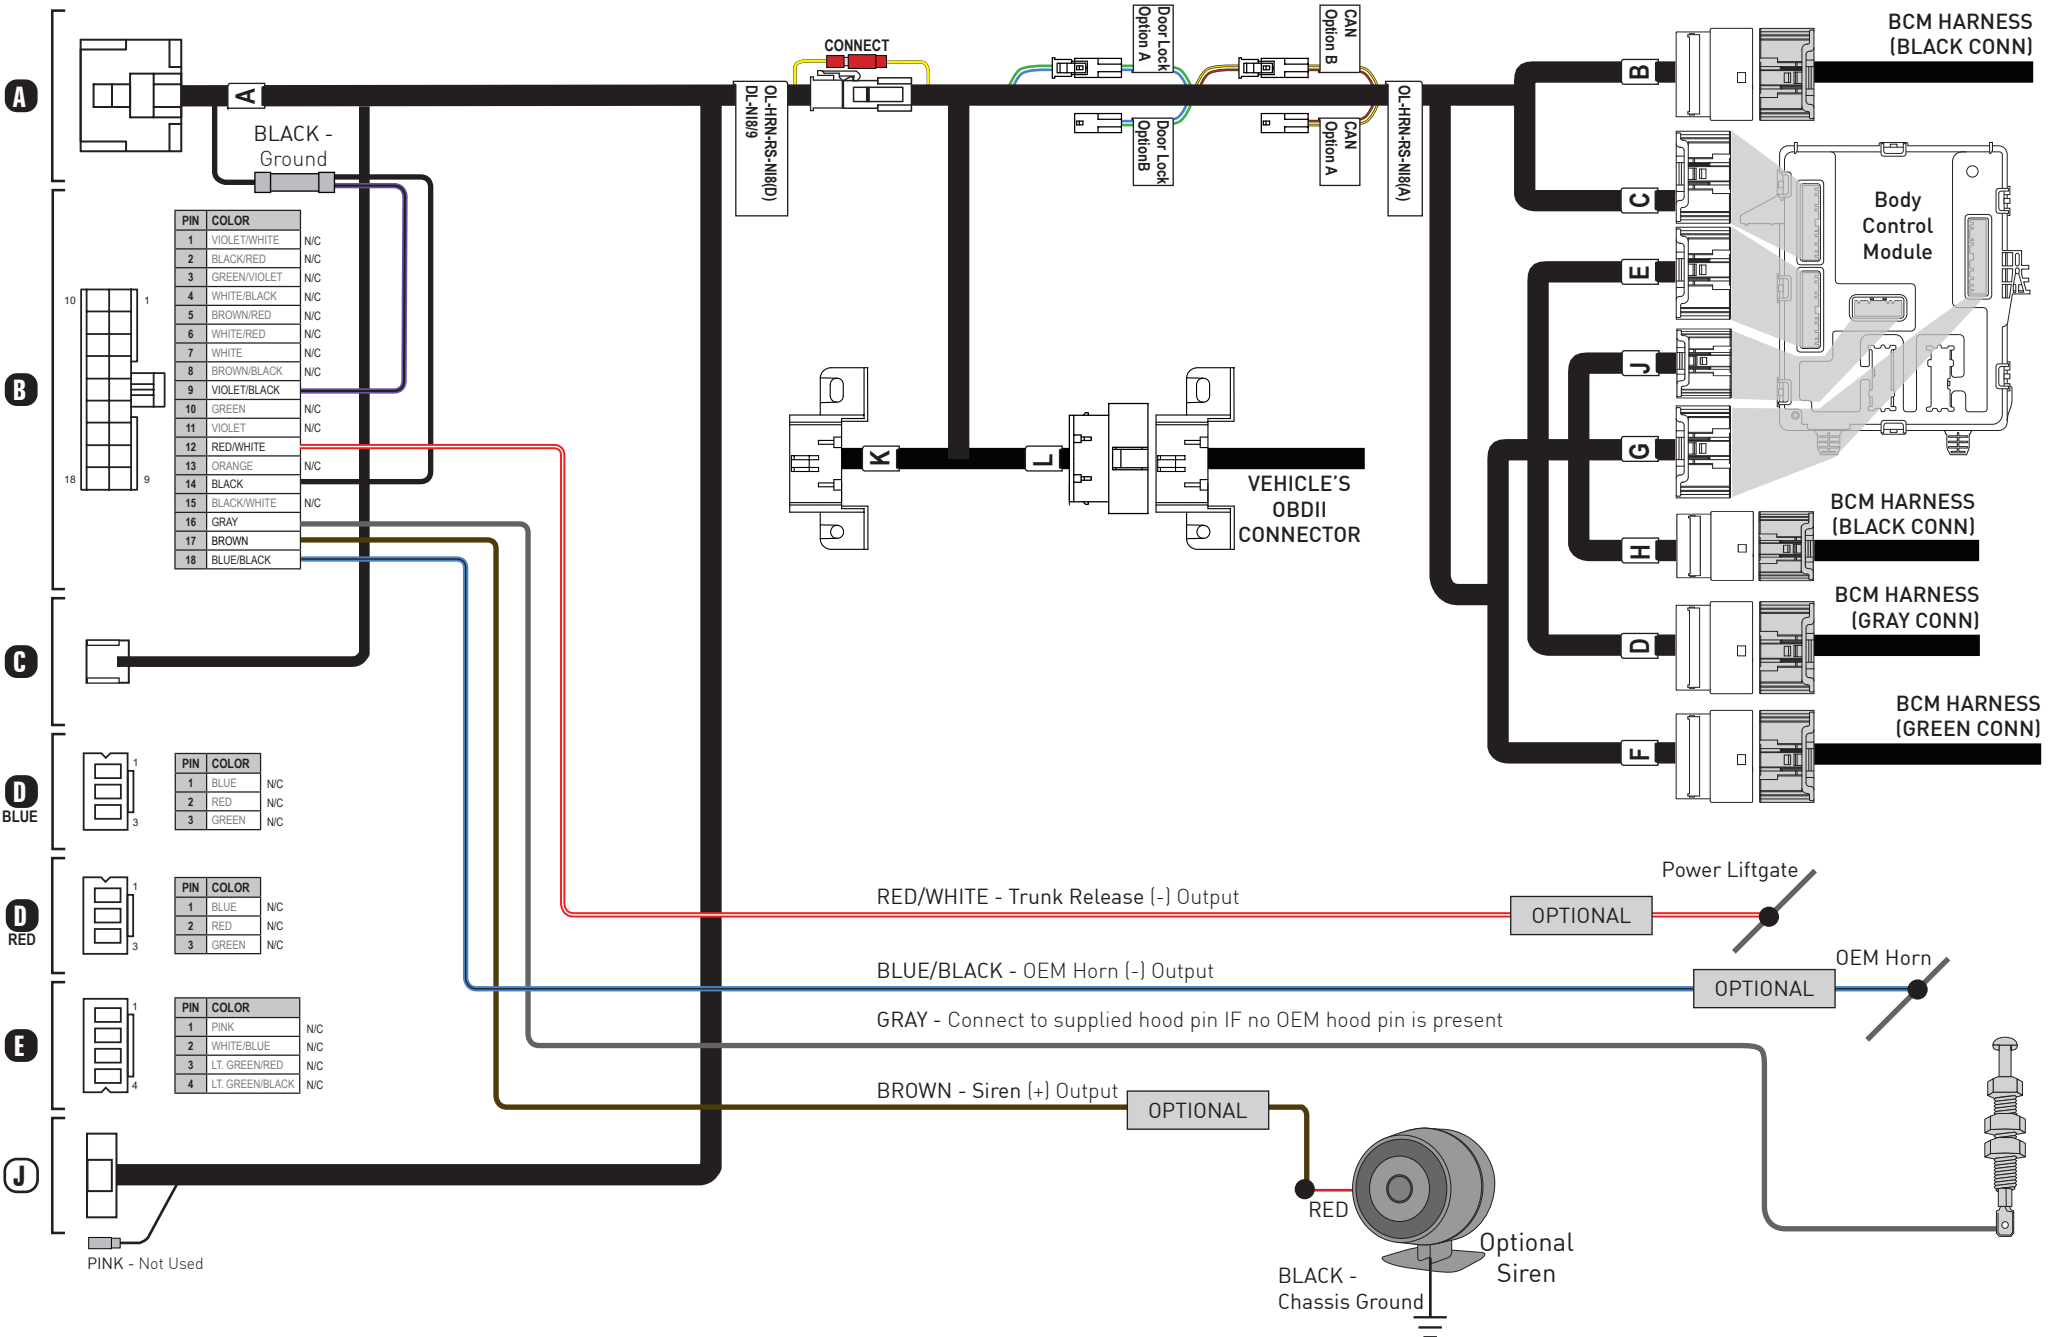 A
B
C
D
BLUE
D
RED
E
J
A
BLACK -
Ground
CONNECT
OL-HRN-RS-NI8(D)
DL-NI8/9
Door Lock
Option A
Door Lock
OptionB
CAN
Option B
CAN
Option A
OL-HRN-RS-NI8(A)
B
BCM HARNESS
(BLACK CONN)
C
E
J
G
H
D
F
Body
Control
Module
K
L
VEHICLE'S
OBDII
CONNECTOR
BCM HARNESS
(BLACK CONN)
BCM HARNESS
(GRAY CONN)
BCM HARNESS
(GREEN CONN)
10 1
18 9
PIN COLOR
1 VIOLET/WHITE N/C
2 BLACK/RED N/C
3 GREEN/VIOLET N/C
4 WHITE/BLACK N/C
5 BROWN/RED N/C
6 WHITE/RED N/C
7 WHITE N/C
8 BROWN/BLACK N/C
9 VIOLET/BLACK
10 GREEN N/C
11 VIOLET N/C
12 RED/WHITE
13 ORANGE N/C
14 BLACK
15 BLACK/WHITE N/C
16 GRAY
17 BROWN
18 BLUE/BLACK
1
3
PIN COLOR
1 BLUE N/C
2 RED N/C
3 GREEN N/C
1
3
PIN COLOR
1 BLUE N/C
2 RED N/C
3 GREEN N/C
1
4
PIN COLOR
1 PINK N/C
2 WHITE/BLUE N/C
3 LT. GREEN/RED N/C
4 LT. GREEN/BLACK N/C
PINK - Not Used
RED/WHITE - Trunk Release (-) Output
OPTIONAL
Power Liftgate
BLUE/BLACK - OEM Horn (-) Output
OPTIONAL
OEM Horn
GRAY - Connect to supplied hood pin IF no OEM hood pin is present
BROWN - Siren (+) Output
OPTIONAL
RED
Optional
Siren
BLACK -
Chassis Ground